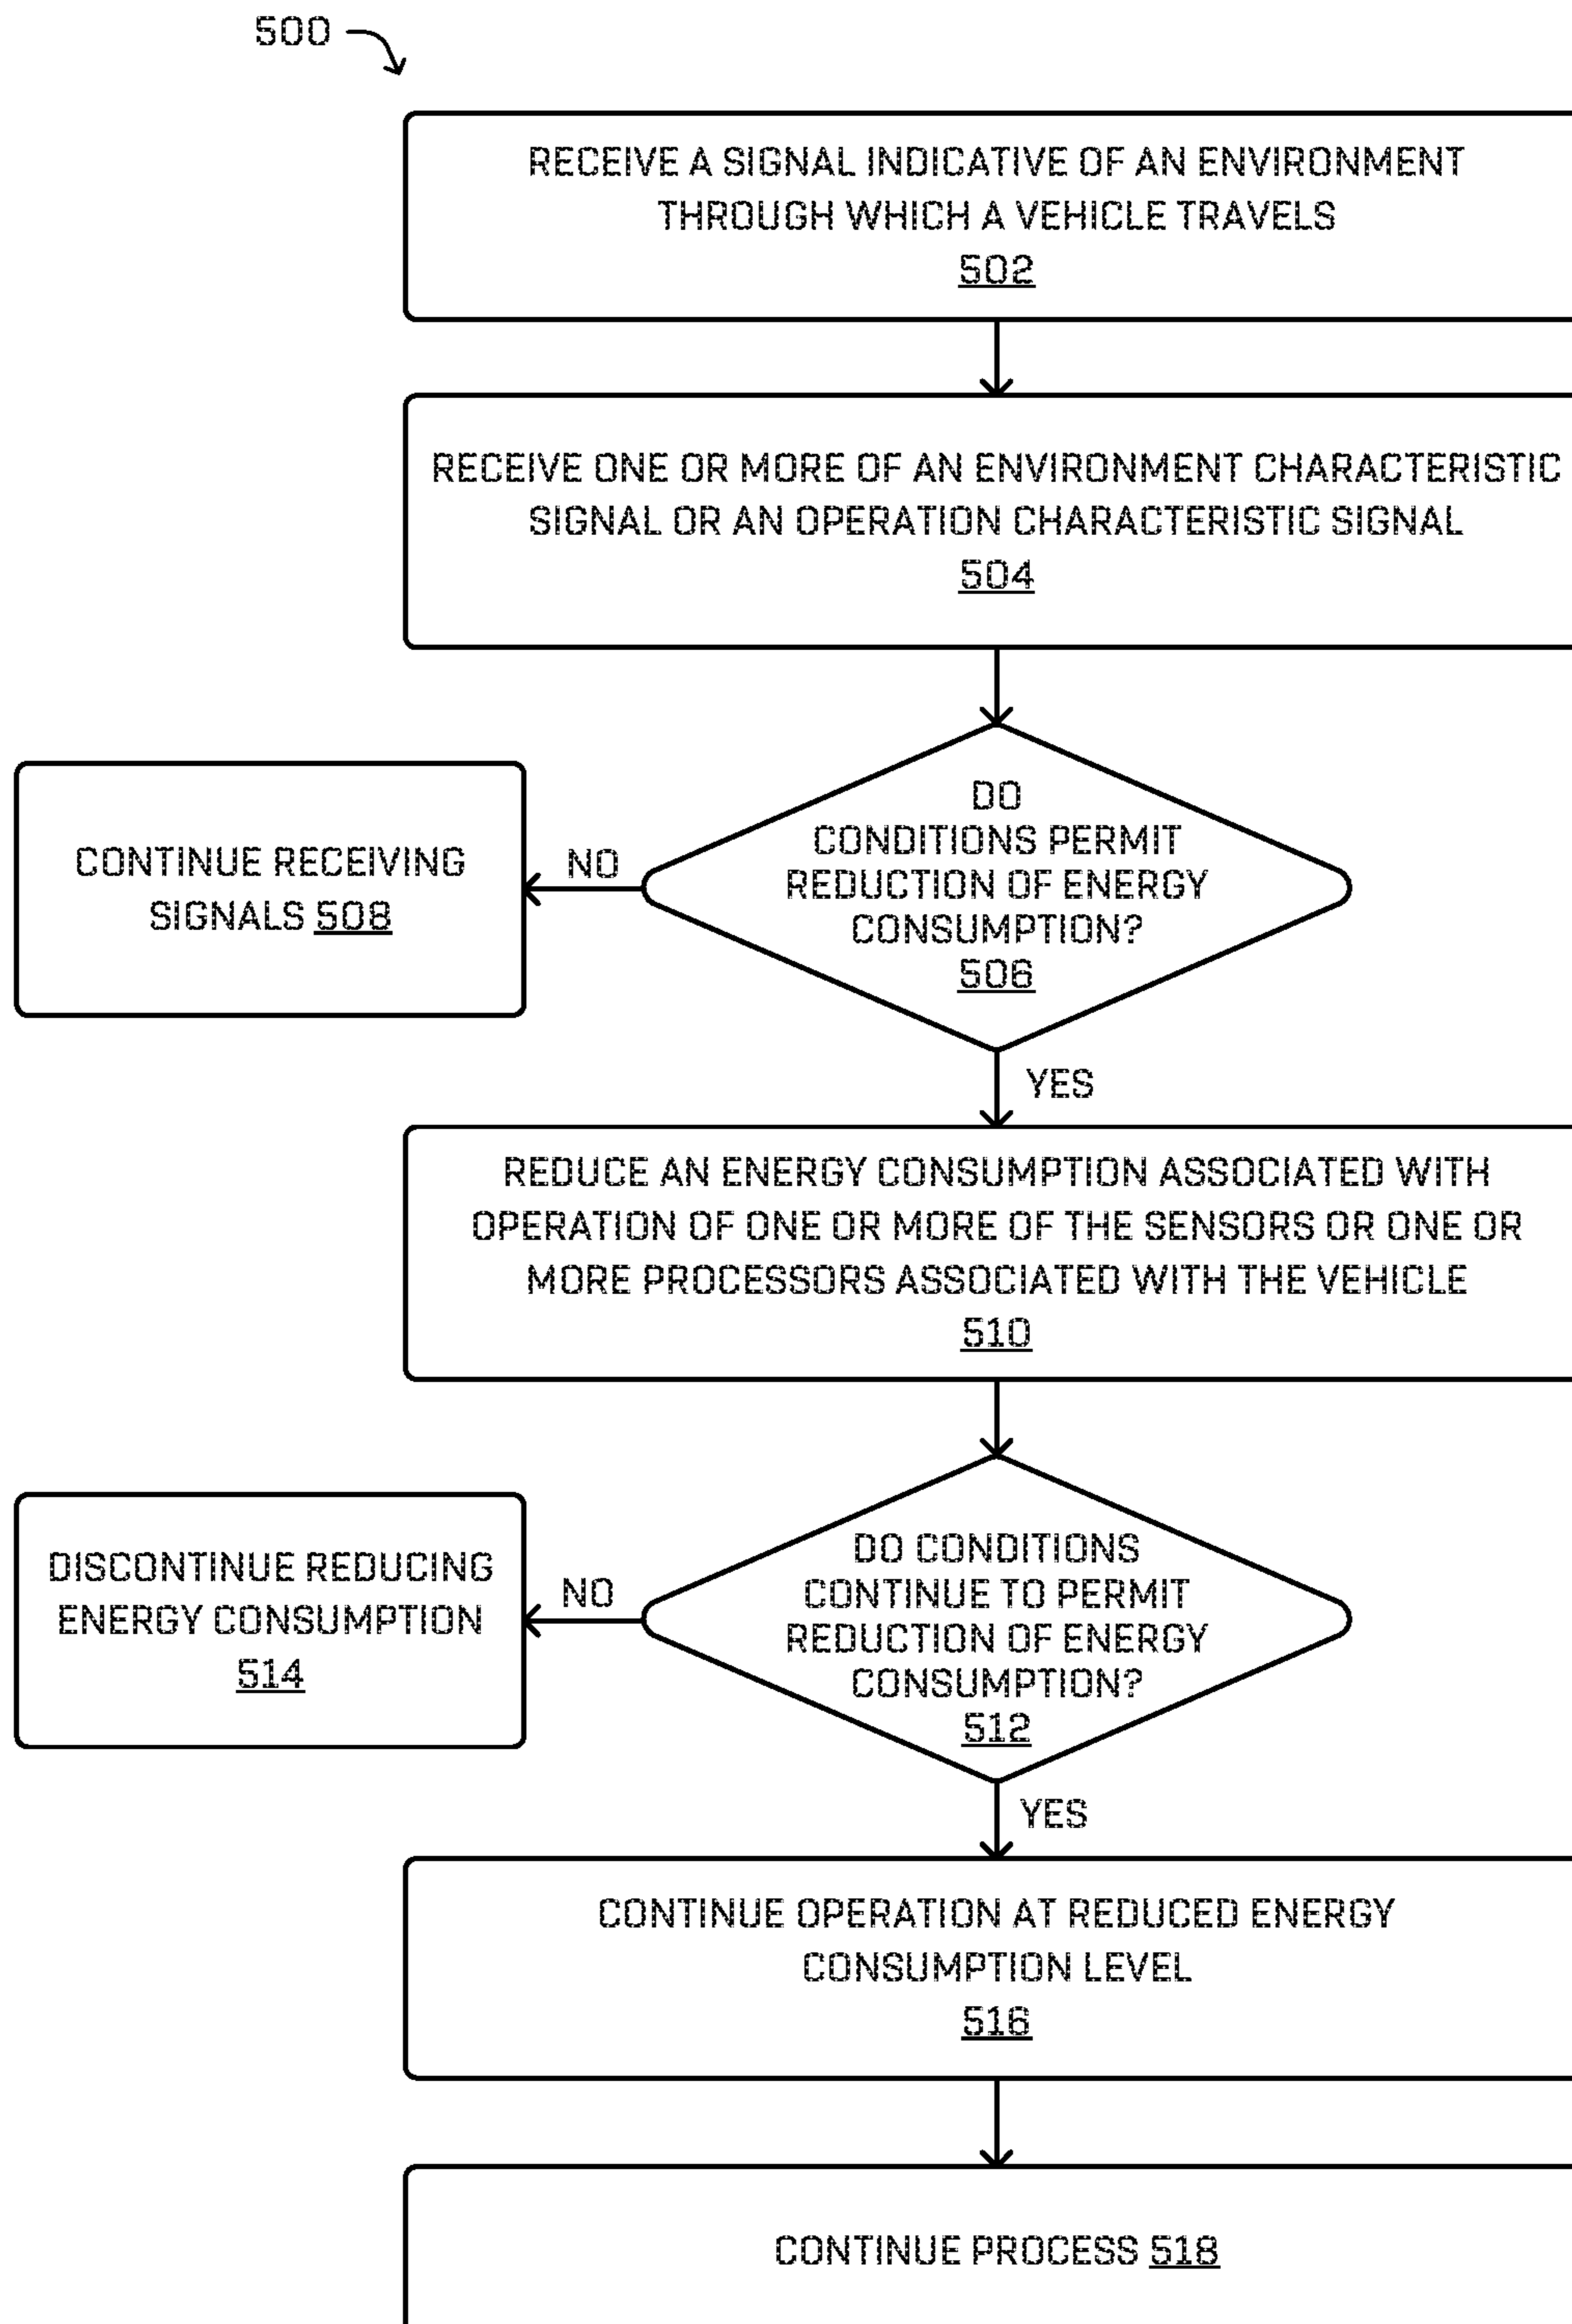 500
RECEIVE A SIGNAL INDICATIVE OF AN ENVIRONMENT
THROUGH WHICH A VEHICLE TRAVELS
502
RECEIVE ONE OR MORE OF AN ENVIRONMENT CHARACTERISTIC
SIGNAL OR AN OPERATION CHARACTERISTIC SIGNAL
504
DO
CONDITIONS PERMIT
REDUCTION OF ENERGY
CONSUMPTION?
506
NO
CONTINUE RECEIVING
SIGNALS 508
YES
REDUCE AN ENERGY CONSUMPTION ASSOCIATED WITH
OPERATION OF ONE OR MORE OF THE SENSORS OR ONE OR
MORE PROCESSORS ASSOCIATED WITH THE VEHICLE
510
DO CONDITIONS
CONTINUE TO PERMIT
REDUCTION OF ENERGY
CONSUMPTION?
512
NO
DISCONTINUE REDUCING
ENERGY CONSUMPTION
514
YES
CONTINUE OPERATION AT REDUCED ENERGY
CONSUMPTION LEVEL
516
CONTINUE PROCESS 518